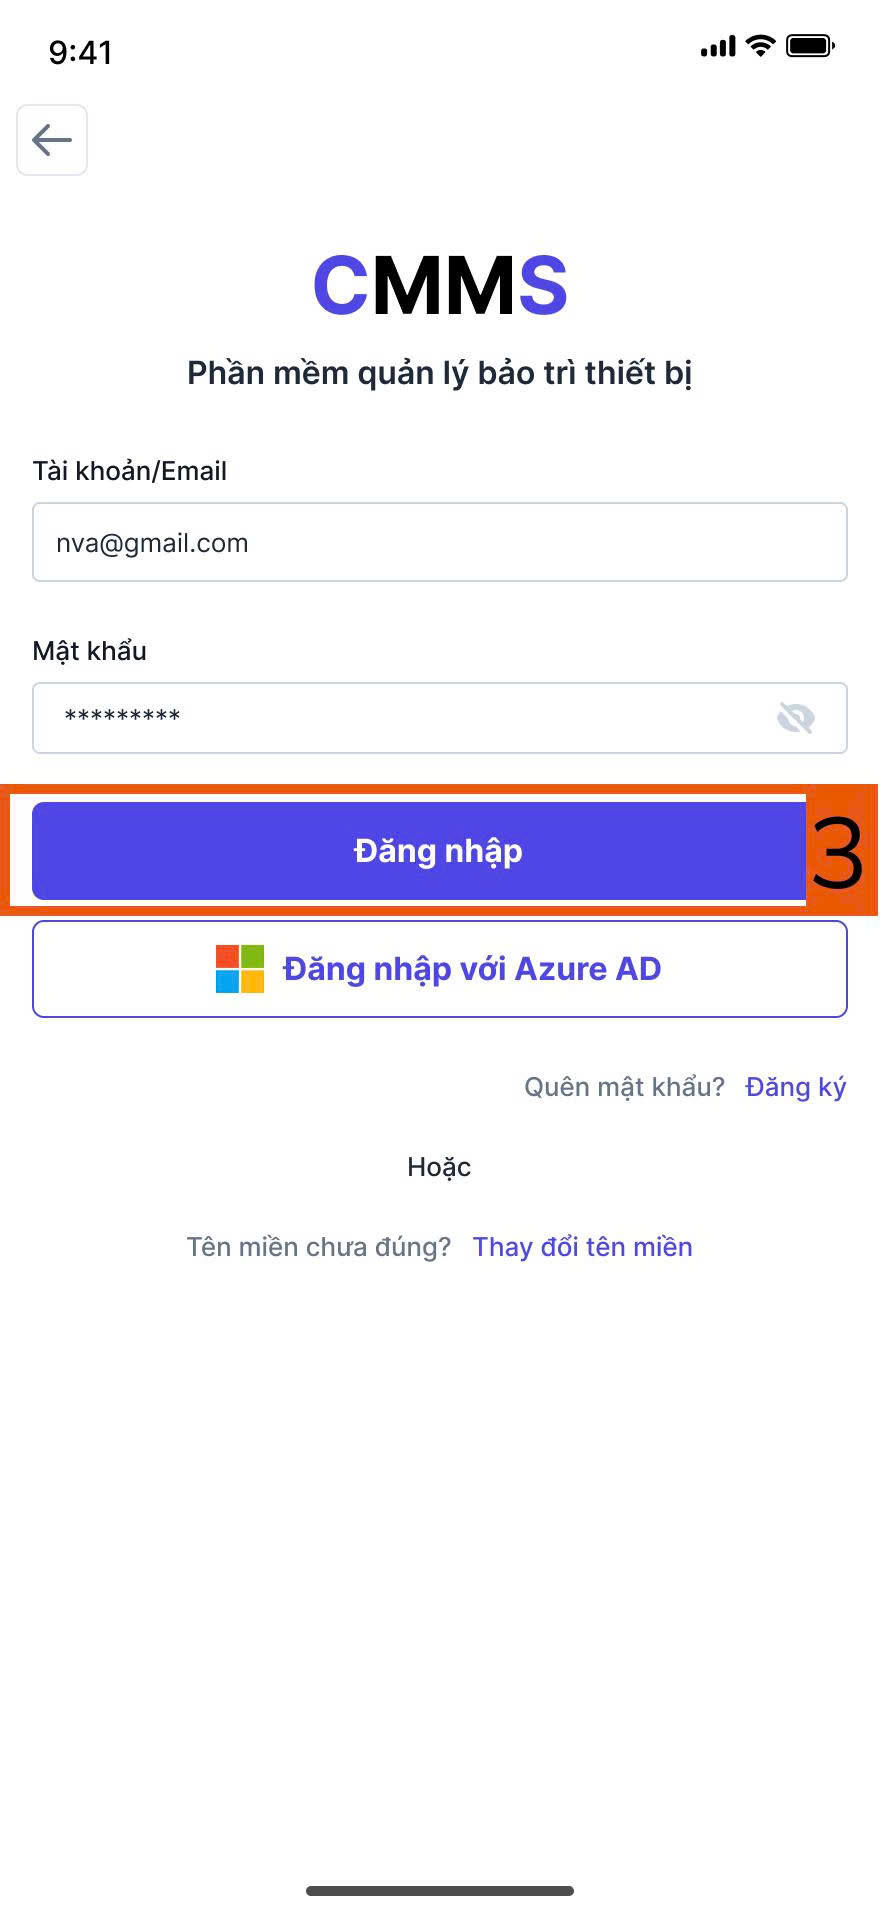 9:41
CMMS
Phần mềm quản lý bảo trì thiết bị
Tài khoản/Email
nva@gmail.com
Mật khẩu
*********
Đăng nhập
3
Đăng nhập với Azure AD
Quên mật khẩu? Đăng ký
Hoặc
Tên miền chưa đúng? Thay đổi tên miền